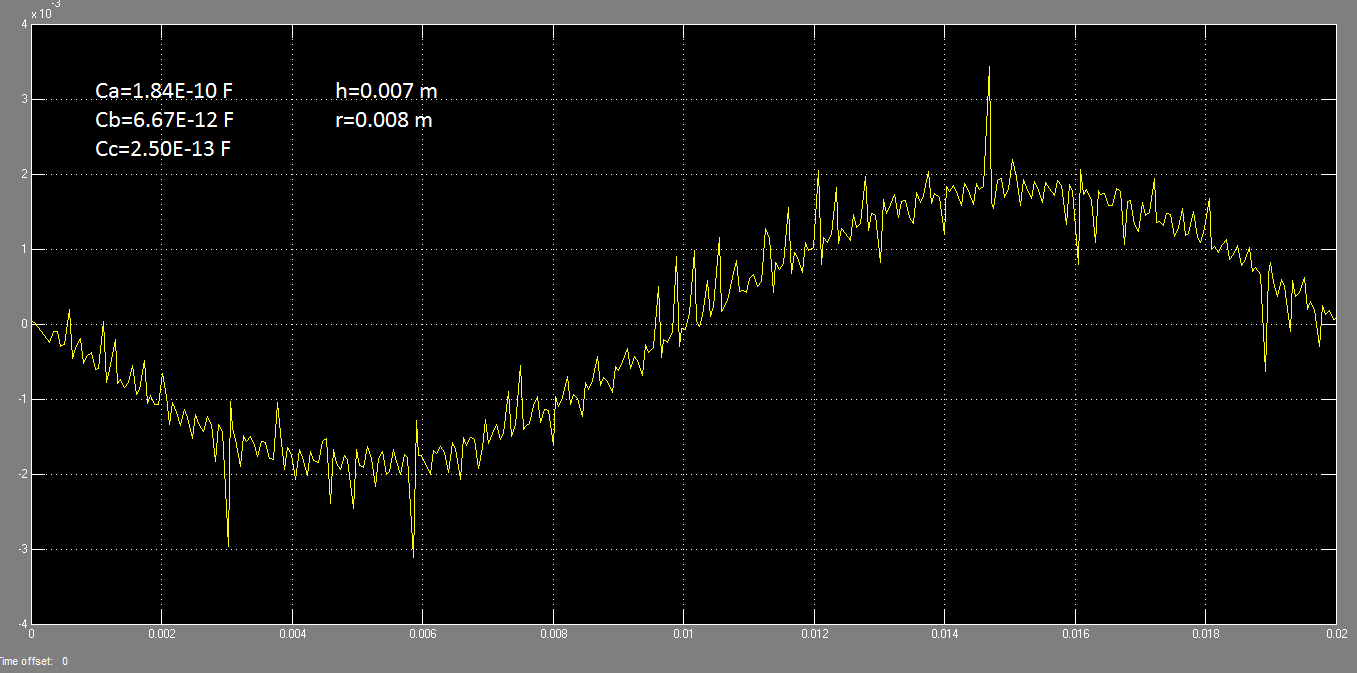 x 10⁻³
4
Ca=1.84E-10 F h=0.007 m
3
Cb=6.67E-12 F r=0.008 m
Cc=2.50E-13 F
2
1
0
-1
-2
-3
-4
0 0.002 0.004 0.006 0.008 0.01 0.012 0.014 0.016 0.018 0.02
Time offset: 0